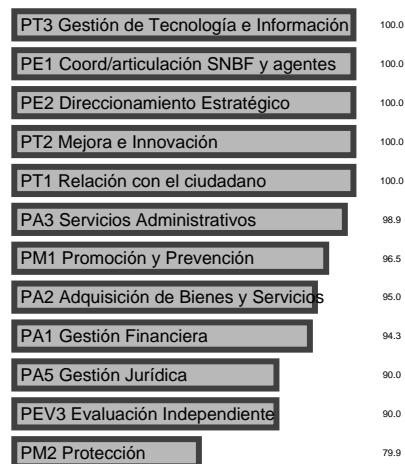 PT3 Gestión de Tecnología e Información 100.0
PE1 Coord/articulación SNBF y agentes 100.0
PE2 Direccionamiento Estratégico 100.0
PT2 Mejora e Innovación 100.0
PT1 Relación con el ciudadano 100.0
PA3 Servicios Administrativos 98.9
PM1 Promoción y Prevención 96.5
PA2 Adquisición de Bienes y Servicios 95.0
PA1 Gestión Financiera 94.3
PA5 Gestión Jurídica 90.0
PEV3 Evaluación Independiente 90.0
PM2 Protección 79.9